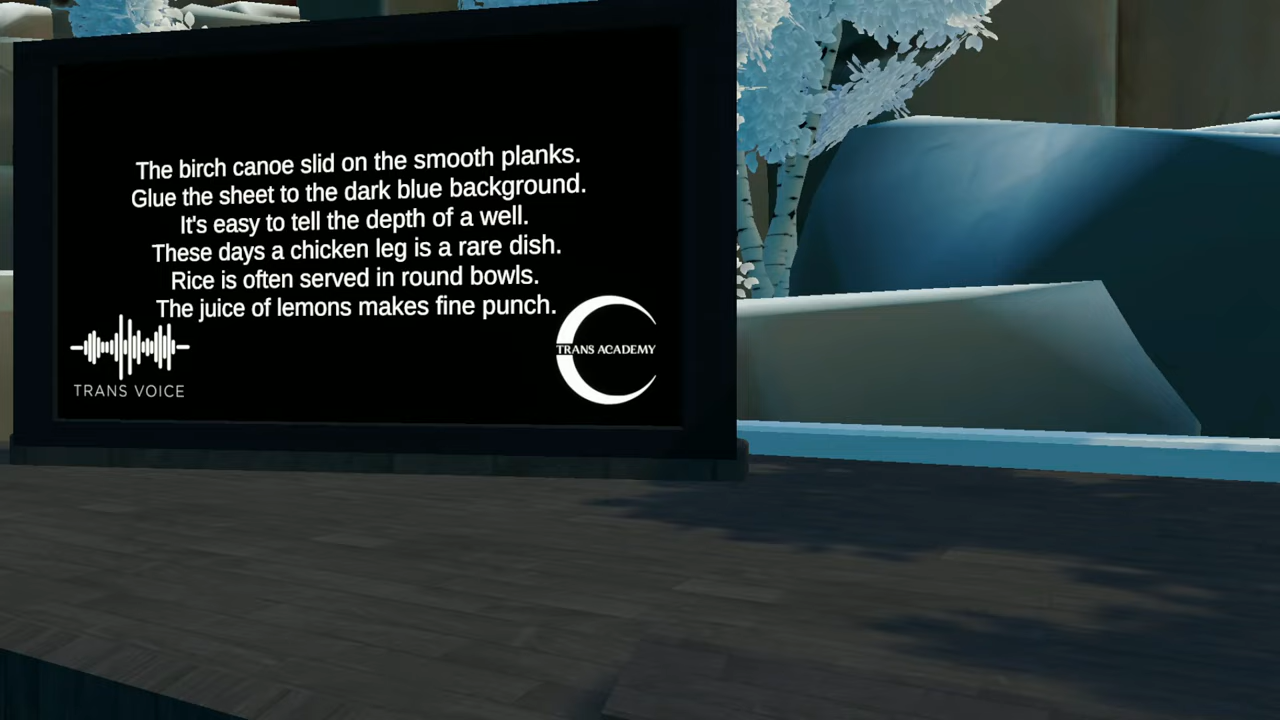 The birch canoe slid on the smooth planks.
Glue the sheet to the dark blue background.
It's easy to tell the depth of a well.
These days a chicken leg is a rare dish.
Rice is often served in round bowls.
The juice of lemons makes fine punch.
TRANS VOICE
TRANS ACADEMY